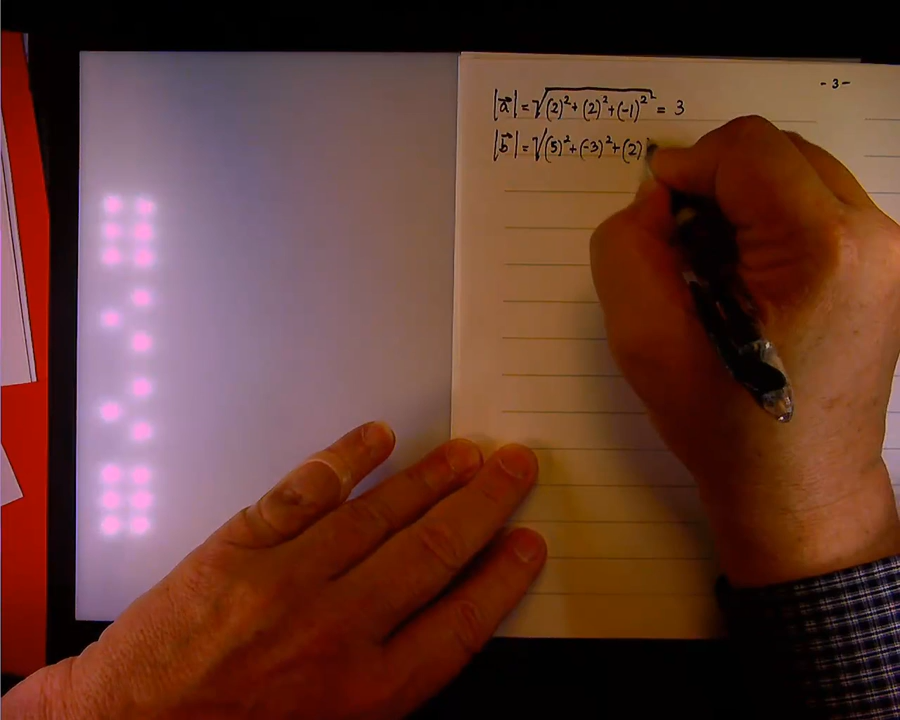 - 3 -
|a⃗| = √(2)² + (2)² + (-1)² = 3
|b⃗| = √(5)² + (-3)² + (2)